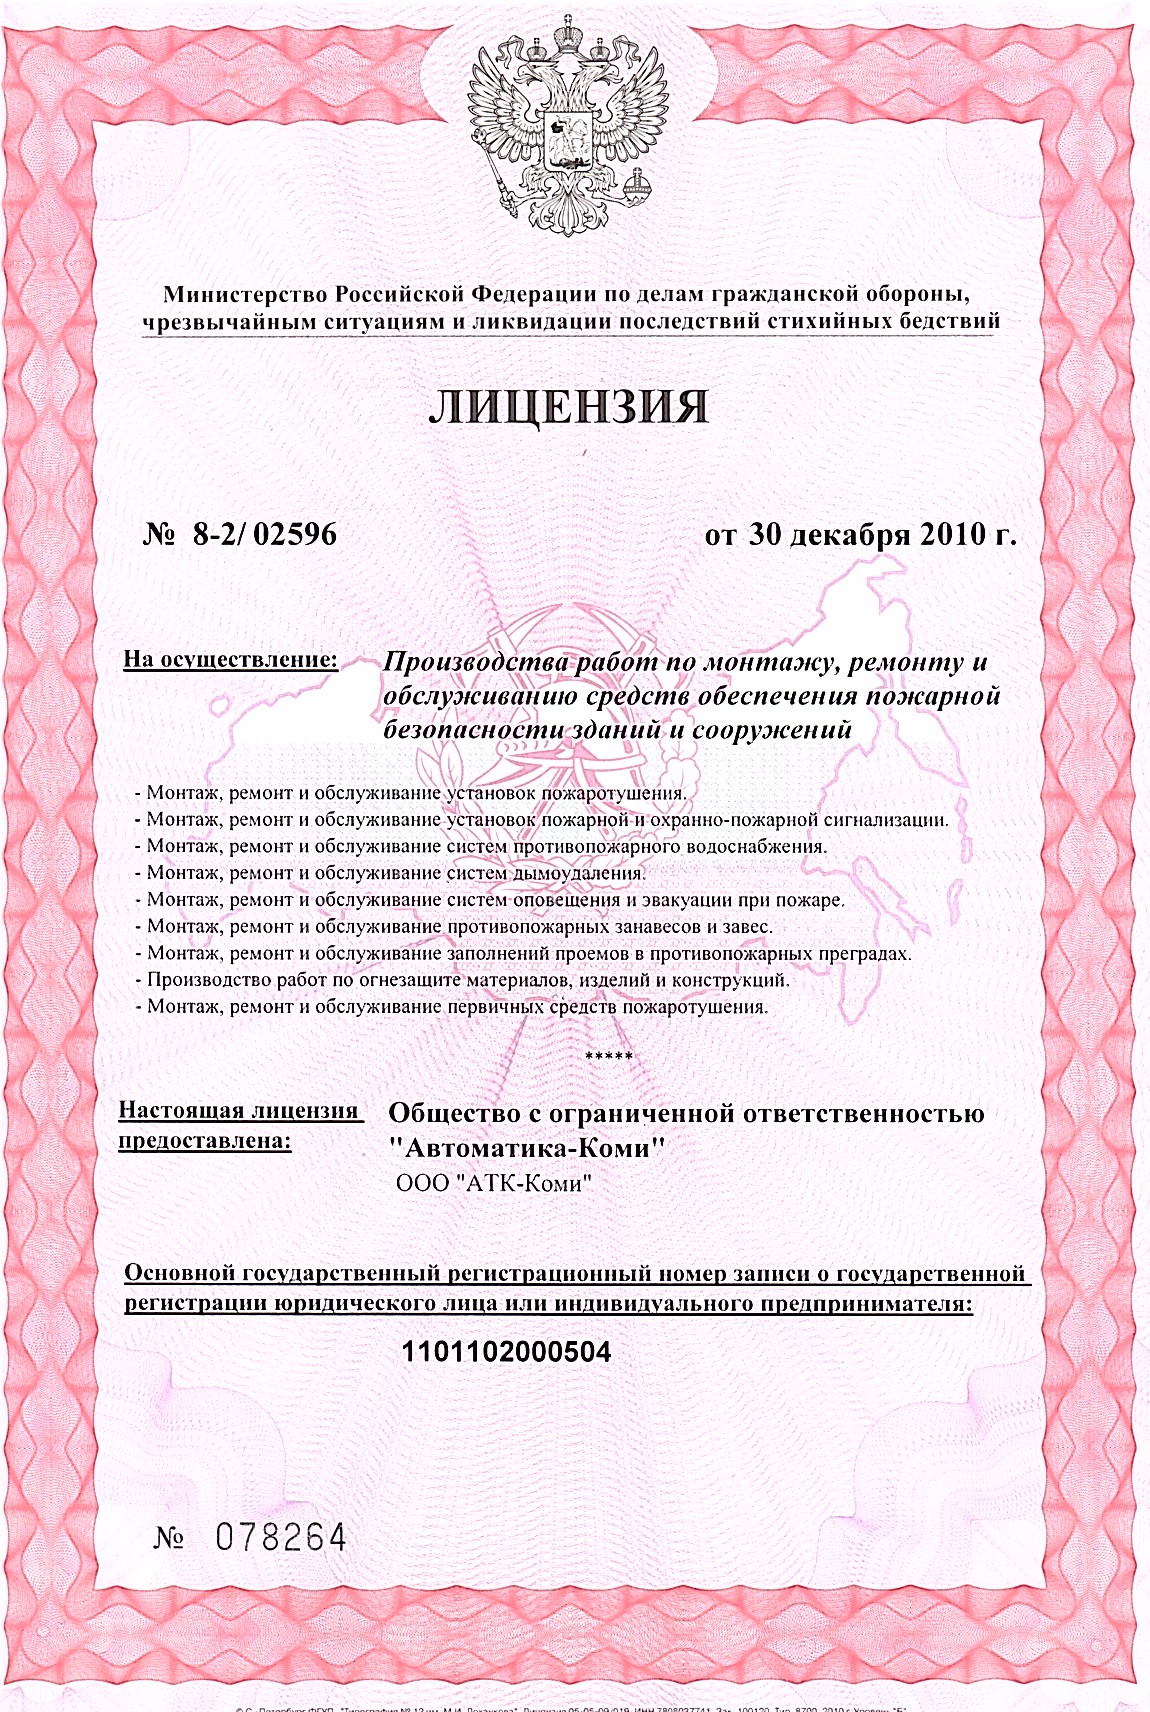 Министерство Российской Федерации по делам гражданской обороны,
чрезвычайным ситуациям и ликвидации последствий стихийных бедствий
ЛИЦЕНЗИЯ
№ 8-2/ 02596 от 30 декабря 2010 г.
На осуществление: Производства работ по монтажу, ремонту и
обслуживанию средств обеспечения пожарной
безопасности зданий и сооружений
- Монтаж, ремонт и обслуживание установок пожаротушения.
- Монтаж, ремонт и обслуживание установок пожарной и охранно-пожарной сигнализации.
- Монтаж, ремонт и обслуживание систем противопожарного водоснабжения.
- Монтаж, ремонт и обслуживание систем дымоудаления.
- Монтаж, ремонт и обслуживание систем оповещения и эвакуации при пожаре.
- Монтаж, ремонт и обслуживание противопожарных занавесов и завес.
- Монтаж, ремонт и обслуживание заполнений проемов в противопожарных преградах.
- Производство работ по огнезащите материалов, изделий и конструкций.
- Монтаж, ремонт и обслуживание первичных средств пожаротушения.
*****
Настоящая лицензия Общество с ограниченной ответственностью
предоставлена: "Автоматика-Коми"
ООО "АТК-Коми"
Основной государственный регистрационный номер записи о государственной
регистрации юридического лица или индивидуального предпринимателя:
1101102000504
№ 078264